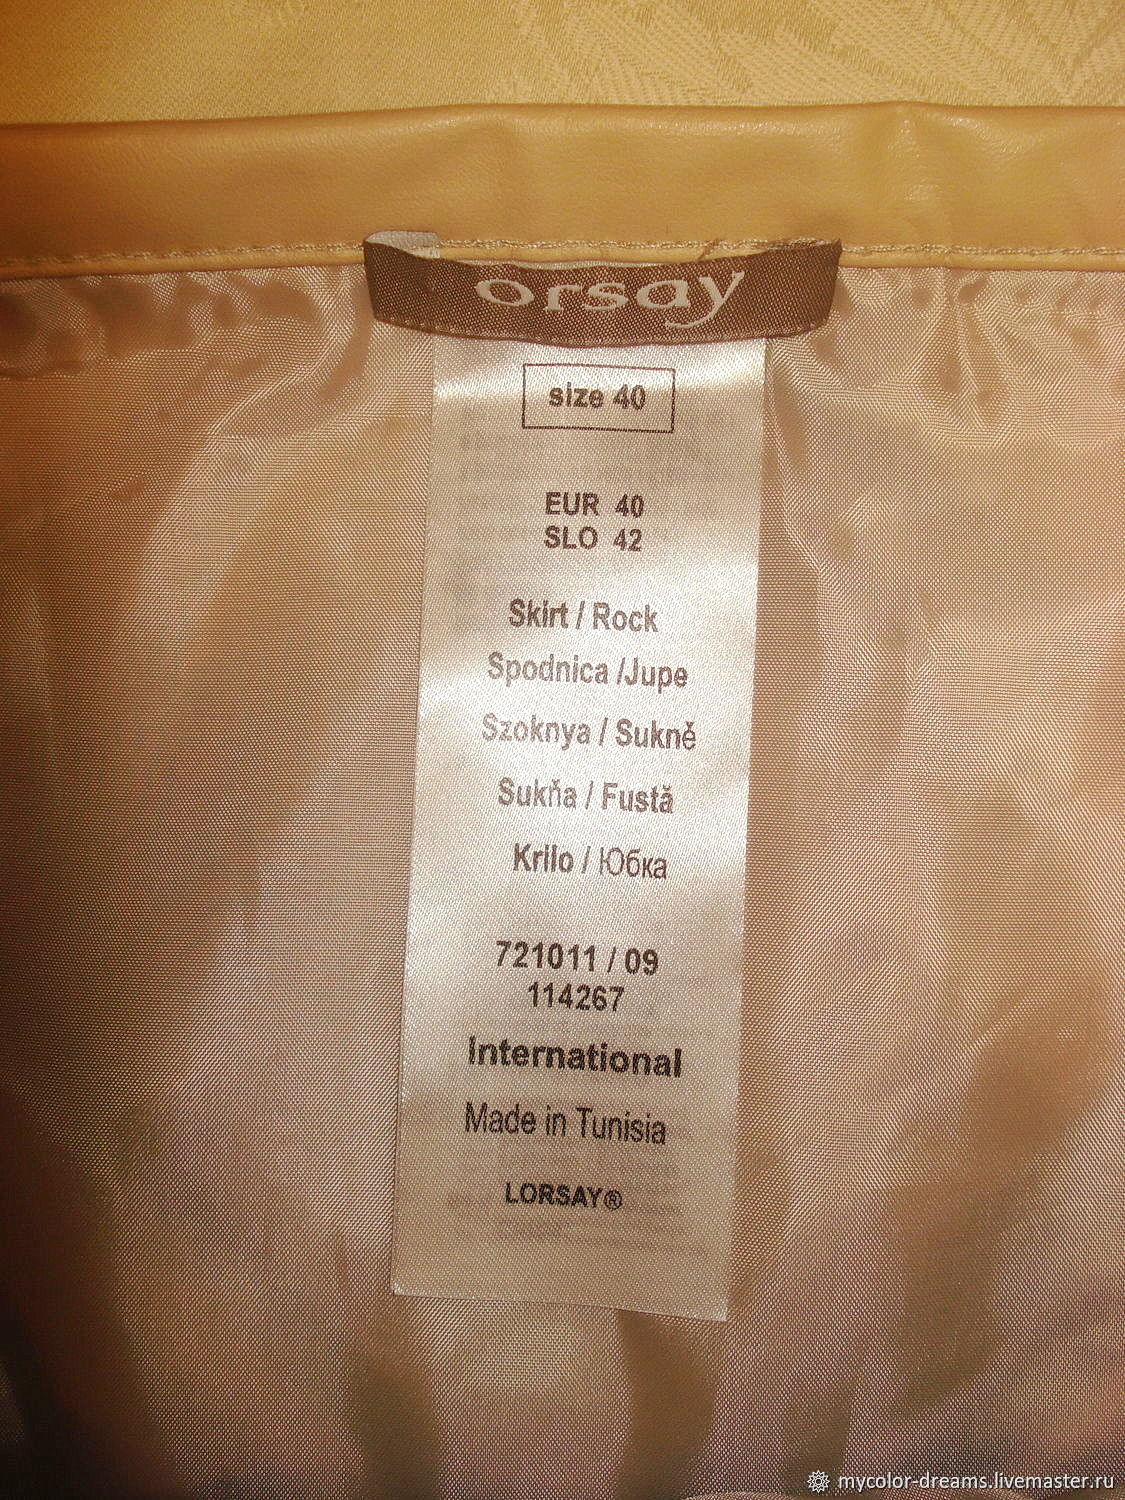 orsay
size 40
EUR 40
SLO 42
Skirt / Rock
Spodnica /Jupe
Szoknya / Sukně
Sukňa / Fustă
Krilo / Юбка
721011 / 09
114267
International
Made in Tunisia
LORSAY®
mycolor-dreams.livemaster.ru